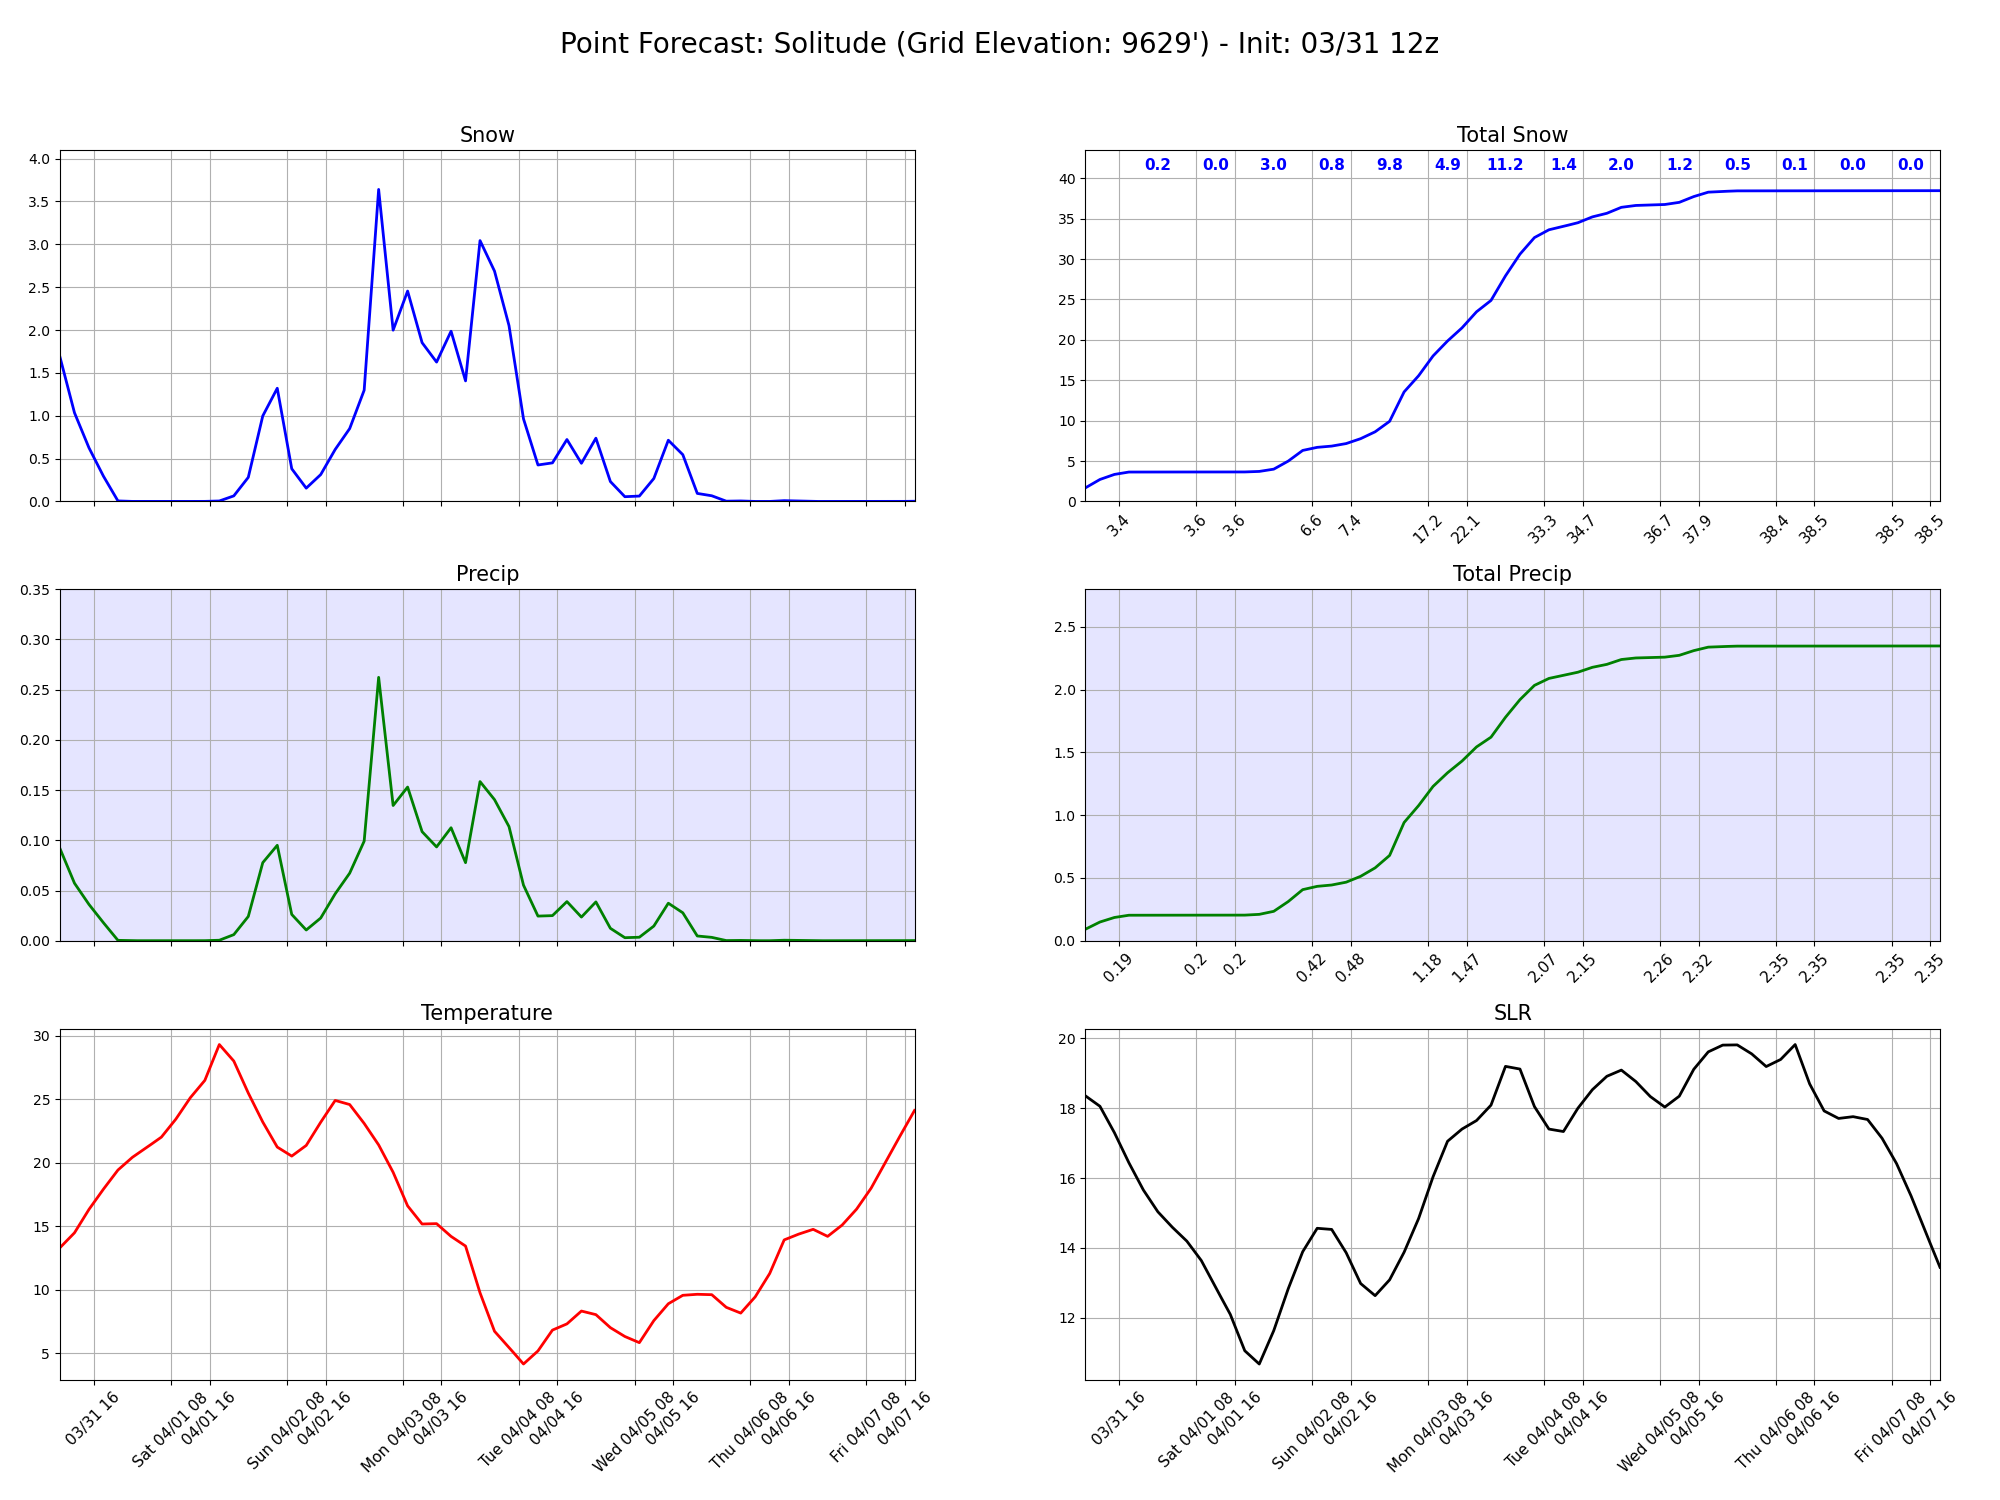 Point Forecast: Solitude (Grid Elevation: 9629') - Init: 03/31 12z
Snow
4.0
3.5
3.0
2.5
2.0
1.5
1.0
0.5
0.0
Total Snow
0.2 0.0 3.0 0.8 9.8 4.9 11.2 1.4 2.0 1.2 0.5 0.1 0.0 0.0
40
35
30
25
20
15
10
5
0
3.4 3.6 3.6 6.6 7.4 17.2 22.1 33.3 34.7 36.7 37.9 38.4 38.5 38.5 38.5
Precip
0.35
0.30
0.25
0.20
0.15
0.10
0.05
0.00
Total Precip
2.5
2.0
1.5
1.0
0.5
0.0
0.19 0.2 0.2 0.42 0.48 1.18 1.47 2.07 2.15 2.26 2.32 2.35 2.35 2.35 2.35
Temperature
30
25
20
15
10
5
03/31 16
Sat 04/01 08
04/01 16
Sun 04/02 08
04/02 16
Mon 04/03 08
04/03 16
Tue 04/04 08
04/04 16
Wed 04/05 08
04/05 16
Thu 04/06 08
04/06 16
Fri 04/07 08
04/07 16
SLR
20
18
16
14
12
03/31 16
Sat 04/01 08
04/01 16
Sun 04/02 08
04/02 16
Mon 04/03 08
04/03 16
Tue 04/04 08
04/04 16
Wed 04/05 08
04/05 16
Thu 04/06 08
04/06 16
Fri 04/07 08
04/07 16